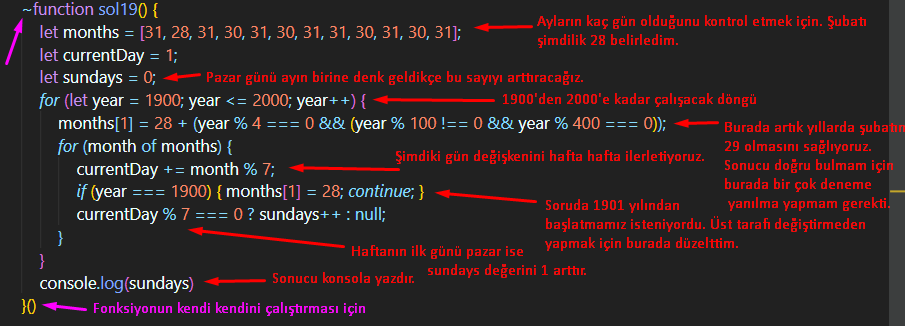 ~function sol19() {
let months = [31, 28, 31, 30, 31, 30, 31, 31, 30, 31, 30, 31];
Ayların kaç gün olduğunu kontrol etmek için. Şubatı
şimdilik 28 belirledim.
let currentDay = 1;
let sundays = 0;
Pazar günü ayın birine denk geldikçe bu sayıyı arttıracağız.
for (let year = 1900; year <= 2000; year++) {
1900'den 2000'e kadar çalışacak döngü
months[1] = 28 + (year % 4 === 0 && (year % 100 !== 0 && year % 400 === 0));
Burada artık yıllarda şubatın
29 olmasını sağlıyoruz.
Sonucu doğru bulmam için
burada bir çok deneme
yanılma yapmam gerekti.
for (month of months) {
currentDay += month % 7;
Şimdiki gün değişkenini hafta hafta ilerletiyoruz.
if (year === 1900) { months[1] = 28; continue; }
Soruda 1901 yılından
başlatmamız isteniyordu. Üst taraf değiştirmeden
yapmak için burada düzelttim.
currentDay % 7 === 0 ? sundays++ : null;
Haftanın ilk günü pazar ise
sundays değerini 1 arttır.
}
}
console.log(sundays)
Sonucu konsola yazdır.
}()
Fonksiyonun kendi kendini çalıştırması için